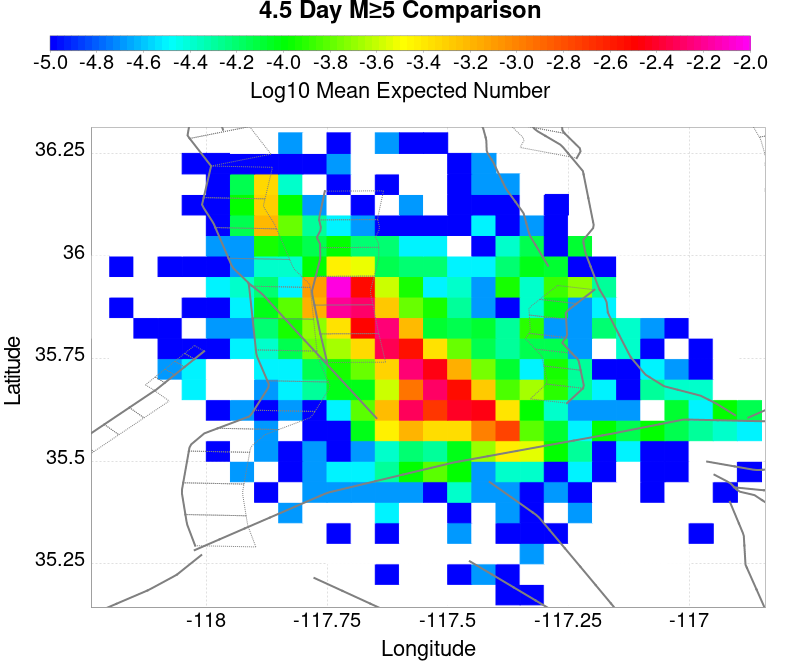 4.5 Day M≥5 Comparison
-5.0 -4.8 -4.6 -4.4 -4.2 -4.0 -3.8 -3.6 -3.4 -3.2 -3.0 -2.8 -2.6 -2.4 -2.2 -2.0
Log10 Mean Expected Number
36.25
36
35.75
35.5
35.25
Latitude
-118 -117.75 -117.5 -117.25 -117
Longitude